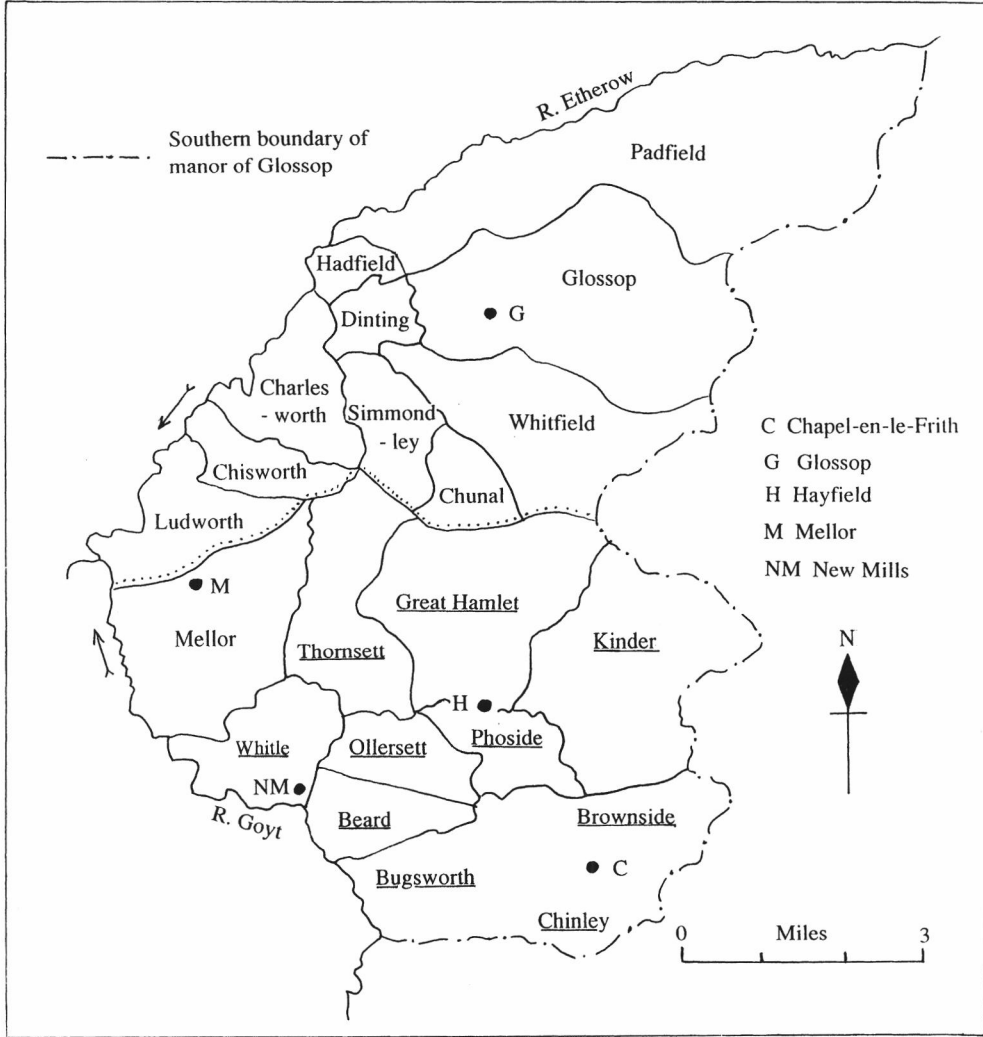 R. Etherow
Southern boundary of
manor of Glossop
Padfield
Hadfield
Glossop
Dinting
G
Charles
- worth
Simmond
- ley
Whitfield
C Chapel-en-le-Frith
G Glossop
H Hayfield
M Mellor
NM New Mills
Chisworth
Chunal
Ludworth
M
Great Hamlet
Mellor
Thornsett
Kinder
N
H
Whitle
Ollersett
Phoside
NM
R. Goyt
Beard
Brownside
Bugsworth
C
Chinley
0 Miles 3